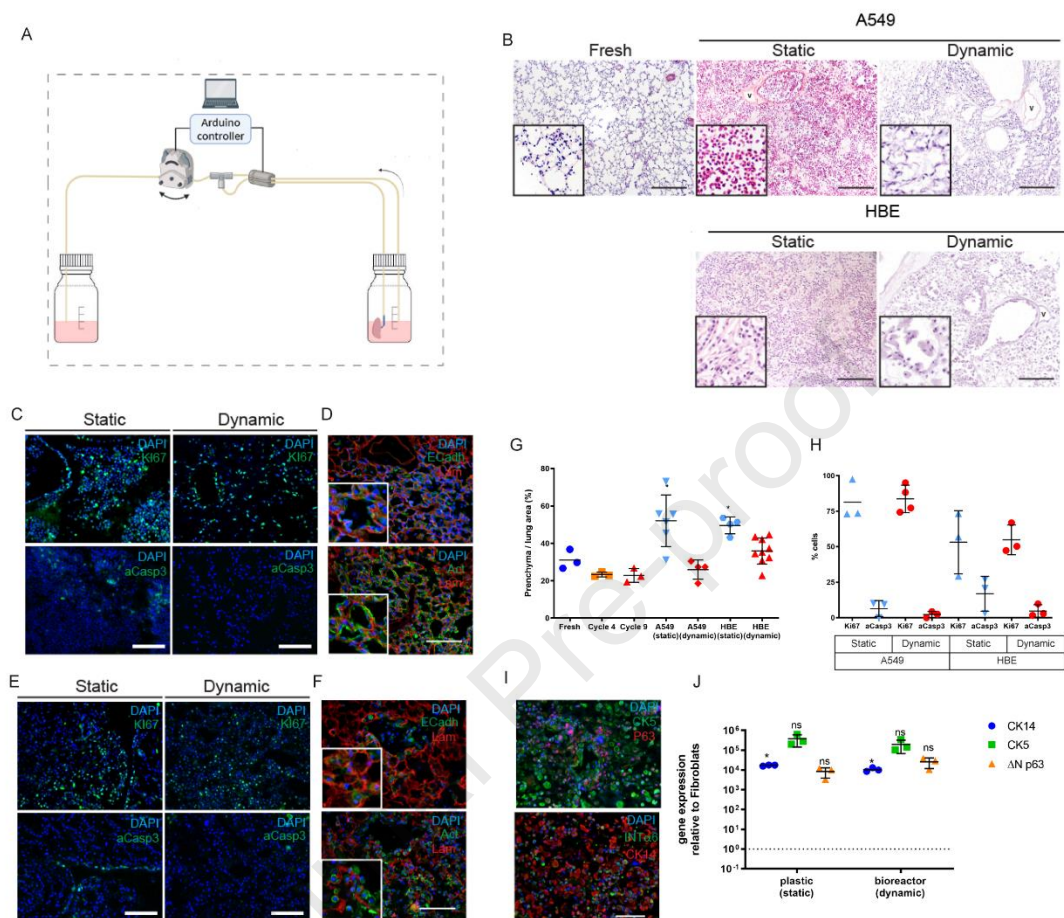 A
Arduino
controller
B
A549
Fresh
Static
Dynamic
v
v
HBE
Static
Dynamic
v
C
Static
Dynamic
DAPI
KI67
DAPI
KI67
DAPI
aCasp3
DAPI
aCasp3
D
DAPI
ECadh
Lam
DAPI
Act
Lam
E
Static
Dynamic
DAPI
KI67
DAPI
KI67
DAPI
aCasp3
DAPI
aCasp3
F
DAPI
ECadh
Lam
DAPI
Act
Lam
G
Prenchyma / lung area (%)
80
60
40
20
0
*
*
Fresh
Cycle 4
Cycle 9
A549
(static)
A549
(dynamic)
HBE
(static)
HBE
(dynamic)
H
% cells
100
75
50
25
0
Ki67
aCasp3
Ki67
aCasp3
Ki67
aCasp3
Ki67
aCasp3
Static
Dynamic
Static
Dynamic
A549
HBE
I
DAPI
CK5
P63
DAPI
INTα6
CK14
J
gene expression
relative to Fibroblats
10⁶
10⁵
10⁴
10³
10²
10¹
10⁰
10⁻¹
*
ns
ns
*
ns
ns
plastic
(static)
bioreactor
(dynamic)
CK14
CK5
ΔN p63
Pre-proof